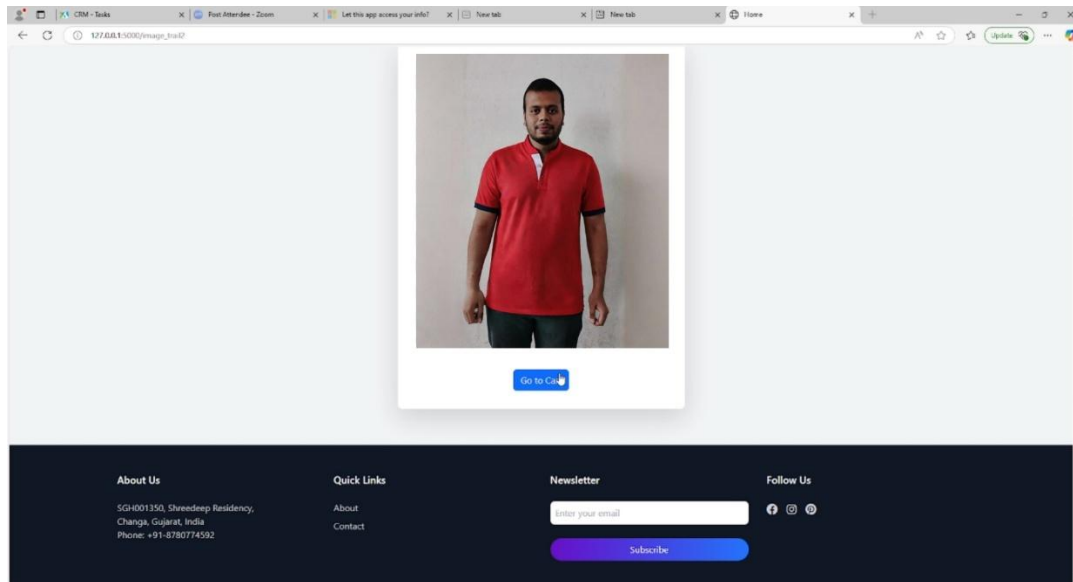 CRM - Tasks
Post Attendee - Zoom
Let this app access your info?
New tab
New tab
Home
127.0.0.1:5000/image_trail2
Update
Go to Ca
About Us
SGH001350, Shreedeep Residency,
Changa, Gujarat, India
Phone: +91-8780774592
Quick Links
About
Contact
Newsletter
Enter your email
Subscribe
Follow Us